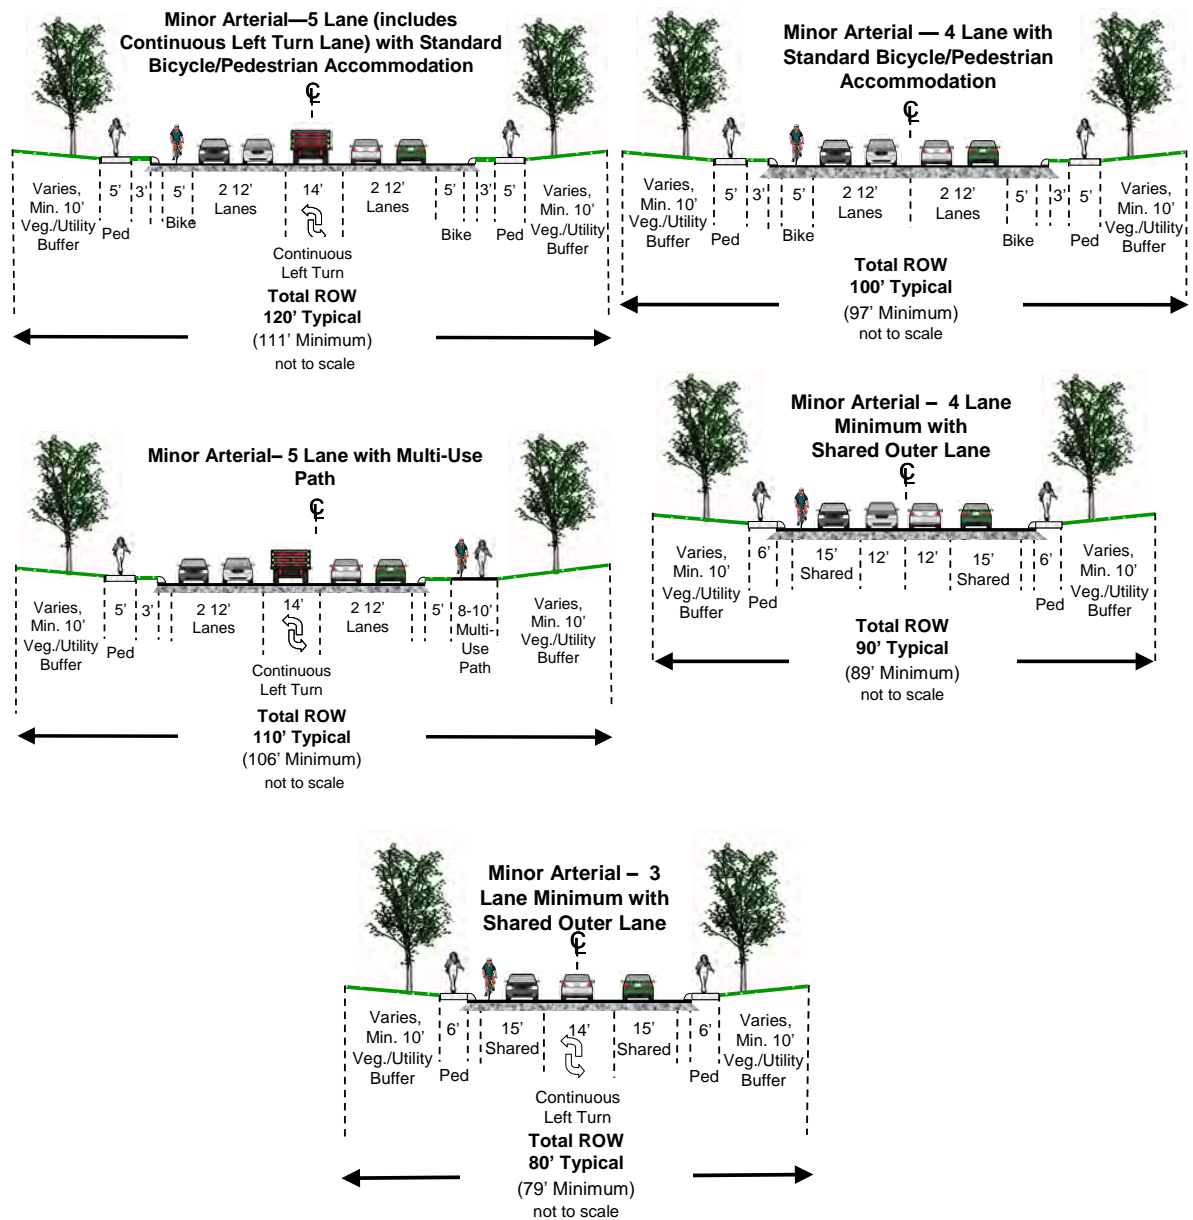 Minor Arterial—5 Lane (includes
Continuous Left Turn Lane) with Standard
Bicycle/Pedestrian Accommodation
℄
Varies,
Min. 10’
Veg./Utility
Buffer
5’
Ped
3’
5’
Bike
2 12’
Lanes
14’
Continuous
Left Turn
2 12’
Lanes
5’
Bike
3’
5’
Ped
Varies,
Min. 10’
Veg./Utility
Buffer
Total ROW
120’ Typical
(111’ Minimum)
not to scale
Minor Arterial — 4 Lane with
Standard Bicycle/Pedestrian
Accommodation
℄
Varies,
Min. 10’
Veg./Utility
Buffer
5’
Ped
3’
5’
Bike
2 12’
Lanes
2 12’
Lanes
5’
Bike
3’
5’
Ped
Varies,
Min. 10’
Veg./Utility
Buffer
Total ROW
100’ Typical
(97’ Minimum)
not to scale
Minor Arterial– 5 Lane with Multi-Use
Path
℄
Varies,
Min. 10’
Veg./Utility
Buffer
5’
Ped
3’
2 12’
Lanes
14’
Continuous
Left Turn
2 12’
Lanes
5’
8-10’
Multi-
Use
Path
Varies,
Min. 10’
Veg./Utility
Buffer
Total ROW
110’ Typical
(106’ Minimum)
not to scale
Minor Arterial – 4 Lane
Minimum with
Shared Outer Lane
℄
Varies,
Min. 10’
Veg./Utility
Buffer
6’
Ped
15’
Shared
12’
12’
15’
Shared
6’
Ped
Varies,
Min. 10’
Veg./Utility
Buffer
Total ROW
90’ Typical
(89’ Minimum)
not to scale
Minor Arterial – 3
Lane Minimum with
Shared Outer Lane
℄
Varies,
Min. 10’
Veg./Utility
Buffer
6’
Ped
15’
Shared
14’
Continuous
Left Turn
15’
Shared
6’
Ped
Varies,
Min. 10’
Veg./Utility
Buffer
Total ROW
80’ Typical
(79’ Minimum)
not to scale